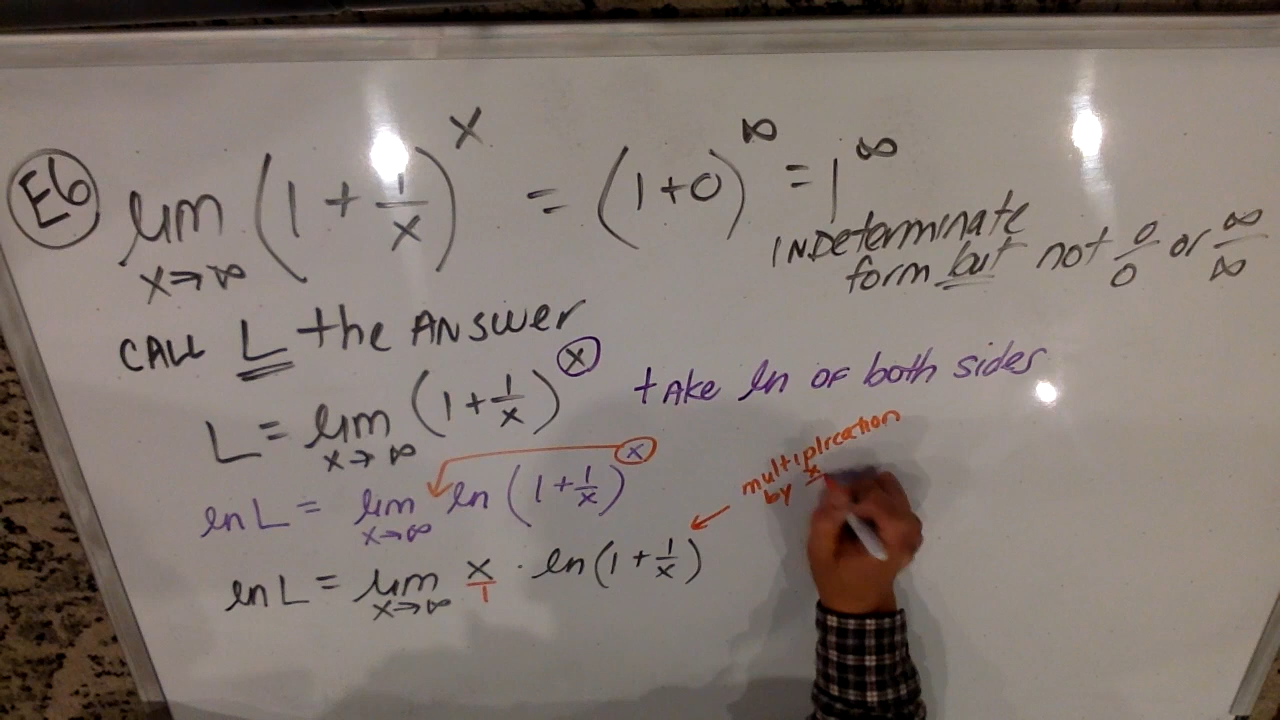 E6 lim x→∞ (1 + 1/x)^x = (1+0)^∞ = 1^∞
INDeterminate
form but not 0/0 or ∞/∞
CALL L the ANSwer
L = lim x→∞ (1 + 1/x)^x take ln OF both sides
ln L = lim x→∞ ln (1 + 1/x)^x
multiplication
by x
ln L = lim x→∞ x/1 · ln (1 + 1/x)